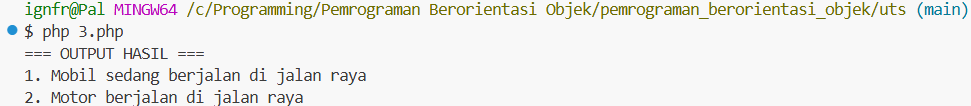 ignfr@Pal MINGW64 /c/Programming/Pemrograman Berorientasi Objek/pemrograman_berorientasi_objek/uts (main)
$ php 3.php
=== OUTPUT HASIL ===
1. Mobil sedang berjalan di jalan raya
2. Motor berjalan di jalan raya